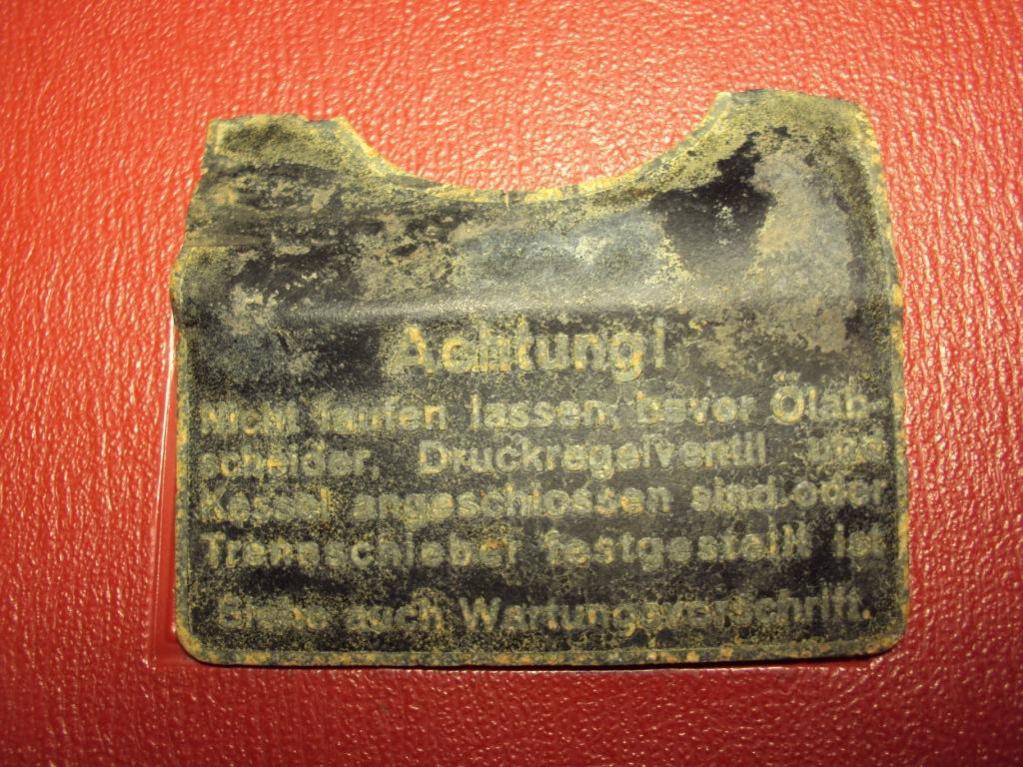 Achtung!
Nicht laufen lassen, bevor Ölab-
scheider, Druckregelventil und
Kessel angeschlossen sind oder
Trennschieber festgestellt ist
Siehe auch Wartungsvorschrift.